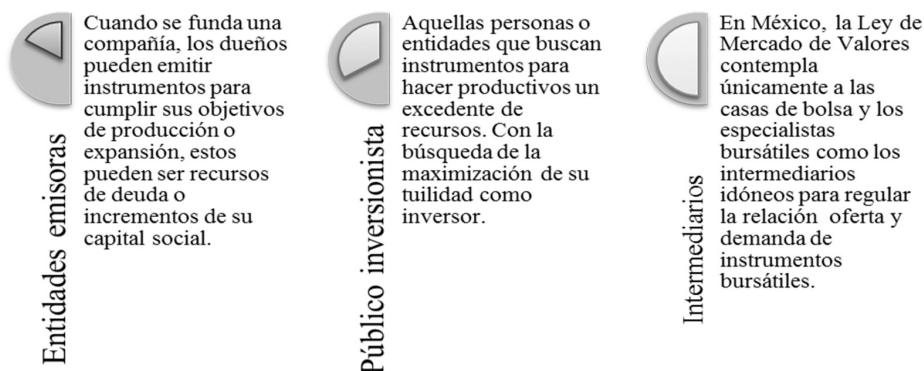 Entidades emisoras
Cuando se funda una
compañía, los dueños
pueden emitir
instrumentos para
cumplir sus objetivos
de producción o
expansión, estos
pueden ser recursos
de deuda o
incrementos de su
capital social.
Público inversionista
Aquellas personas o
entidades que buscan
instrumentos para
hacer productivos un
excedente de
recursos. Con la
búsqueda de la
maximización de su
tuilidad como
inversor.
Intermediarios
En México, la Ley de
Mercado de Valores
contempla
únicamente a las
casas de bolsa y los
especialistas
bursátiles como los
intermediarios
idóneos para regular
la relación oferta y
demanda de
instrumentos
bursátiles.